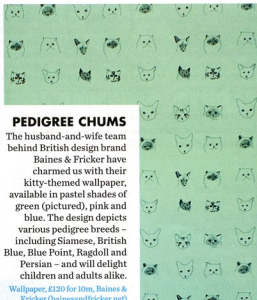 PEDIGREE CHUMS
The husband-and-wife team
behind British design brand
Baines & Fricker have
charmed us with their
kitty-themed wallpaper,
available in pastel shades of
green (pictured), pink and
blue. The design depicts
various pedigree breeds –
including Siamese, British
Blue, Blue Point, Ragdoll and
Persian – and will delight
children and adults alike.
Wallpaper, £120 for 10m, Baines &
Fricker (bainesandfricker.net)